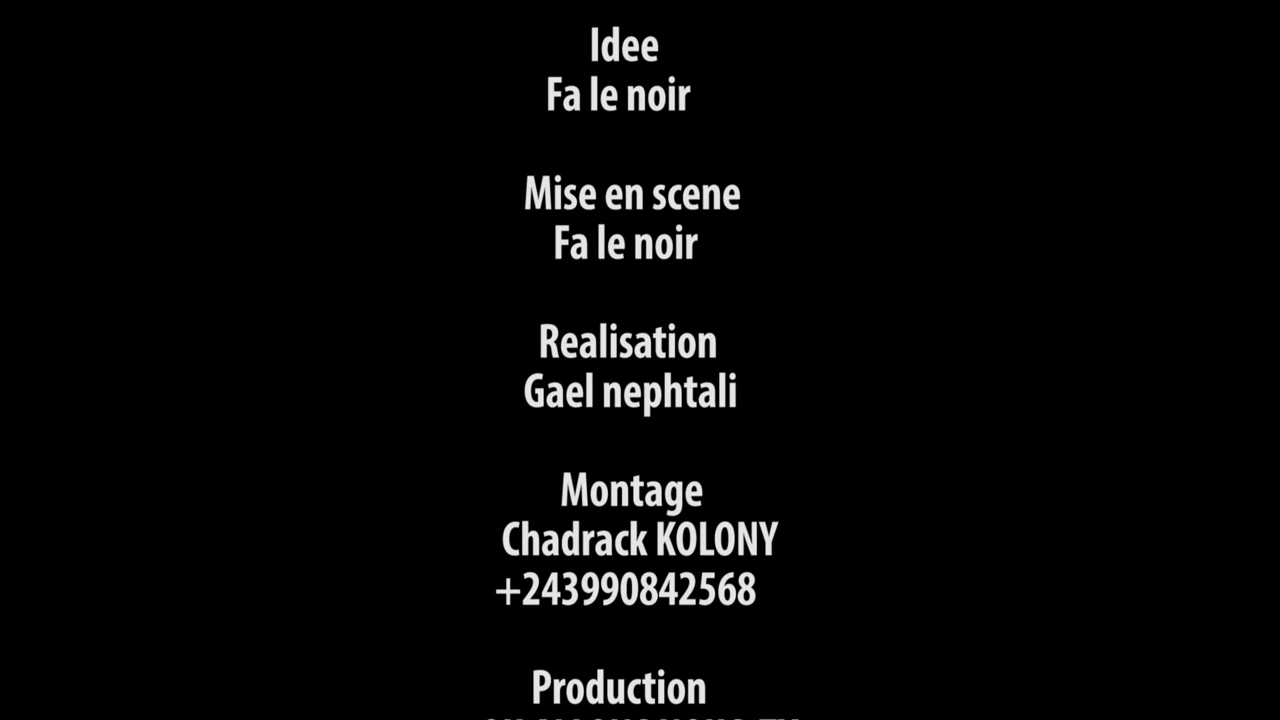 Idee
Fa le noir
Mise en scene
Fa le noir
Realisation
Gael nephtali
Montage
Chadrack KOLONY
+243990842568
Production